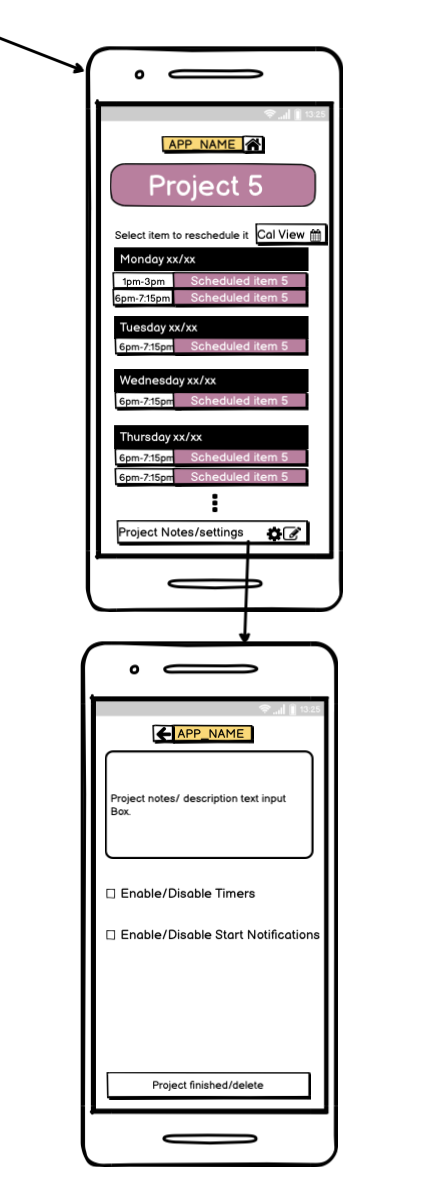 13:25
APP_NAME
Project 5
Select item to reschedule it
Cal View
Monday xx/xx
1pm-3pm Scheduled item 5
6pm-7:15pm Scheduled item 5
Tuesday xx/xx
6pm-7:15pm Scheduled item 5
Wednesday xx/xx
6pm-7:15pm Scheduled item 5
Thursday xx/xx
6pm-7:15pm Scheduled item 5
6pm-7:15pm Scheduled item 5
Project Notes/settings
13:25
APP_NAME
Project notes/ description text input
Box.
Enable/Disable Timers
Enable/Disable Start Notifications
Project finished/delete